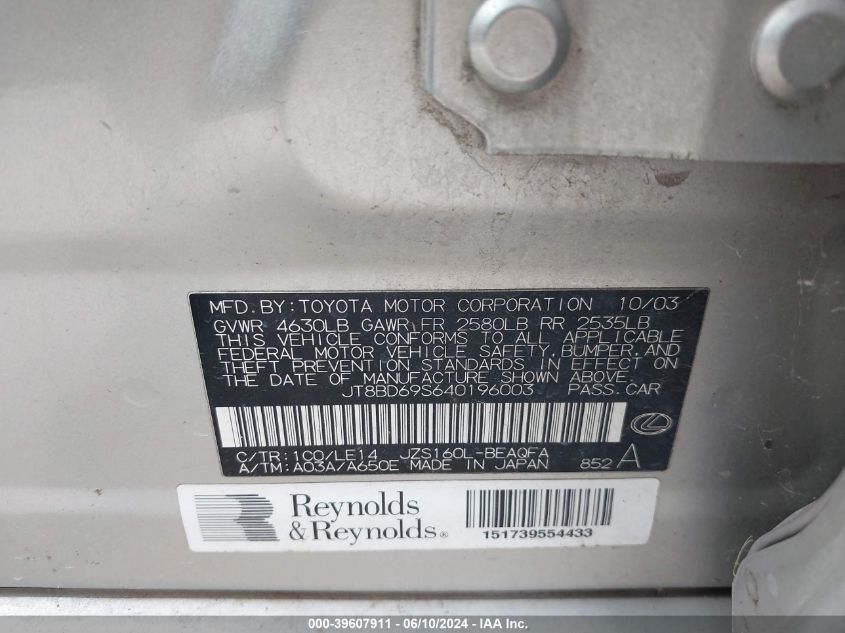 MFD. BY: TOYOTA MOTOR CORPORATION 10/03
GVWR 4630LB GAWR FR 2580LB RR 2535LB
THIS VEHICLE CONFORMS TO ALL APPLICABLE
FEDERAL MOTOR VEHICLE SAFETY, BUMPER, AND
THEFT PREVENTION STANDARDS IN EFFECT ON
THE DATE OF MANUFACTURE SHOWN ABOVE.
JT8BD69S640196003 PASS.CAR
C/TR: 1C0/LE14 JZS160L-BEAQFA
A/TM: A03A/A650E MADE IN JAPAN 852 A
Reynolds
& Reynolds®
151739554433
000-39607911 - 06/10/2024 - IAA Inc.